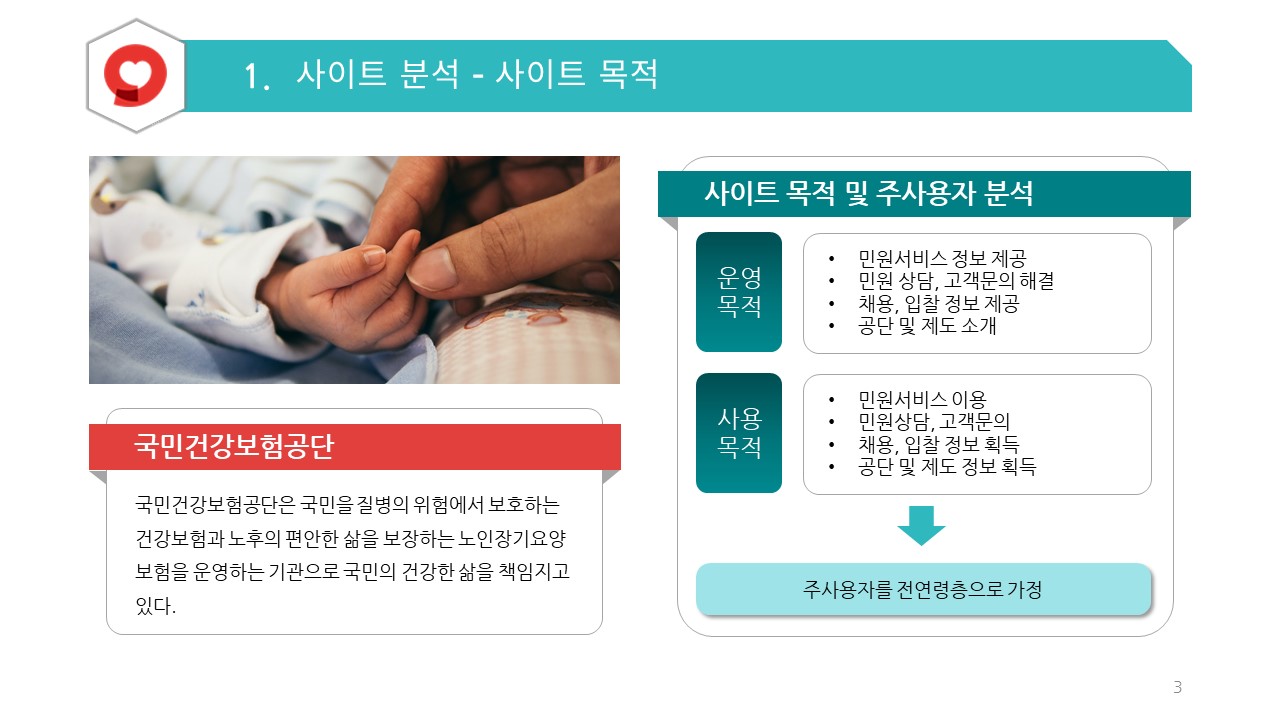 1. 사이트 분석 - 사이트 목적
국민건강보험공단
국민건강보험공단은 국민을 질병의 위험에서 보호하는
건강보험과 노후의 편안한 삶을 보장하는 노인장기요양
보험을 운영하는 기관으로 국민의 건강한 삶을 책임지고
있다.
사이트 목적 및 주사용자 분석
운영
목적
• 민원서비스 정보 제공
• 민원 상담, 고객문의 해결
• 채용, 입찰 정보 제공
• 공단 및 제도 소개
사용
목적
• 민원서비스 이용
• 민원상담, 고객문의
• 채용, 입찰 정보 획득
• 공단 및 제도 정보 획득
주사용자를 전연령층으로 가정
3